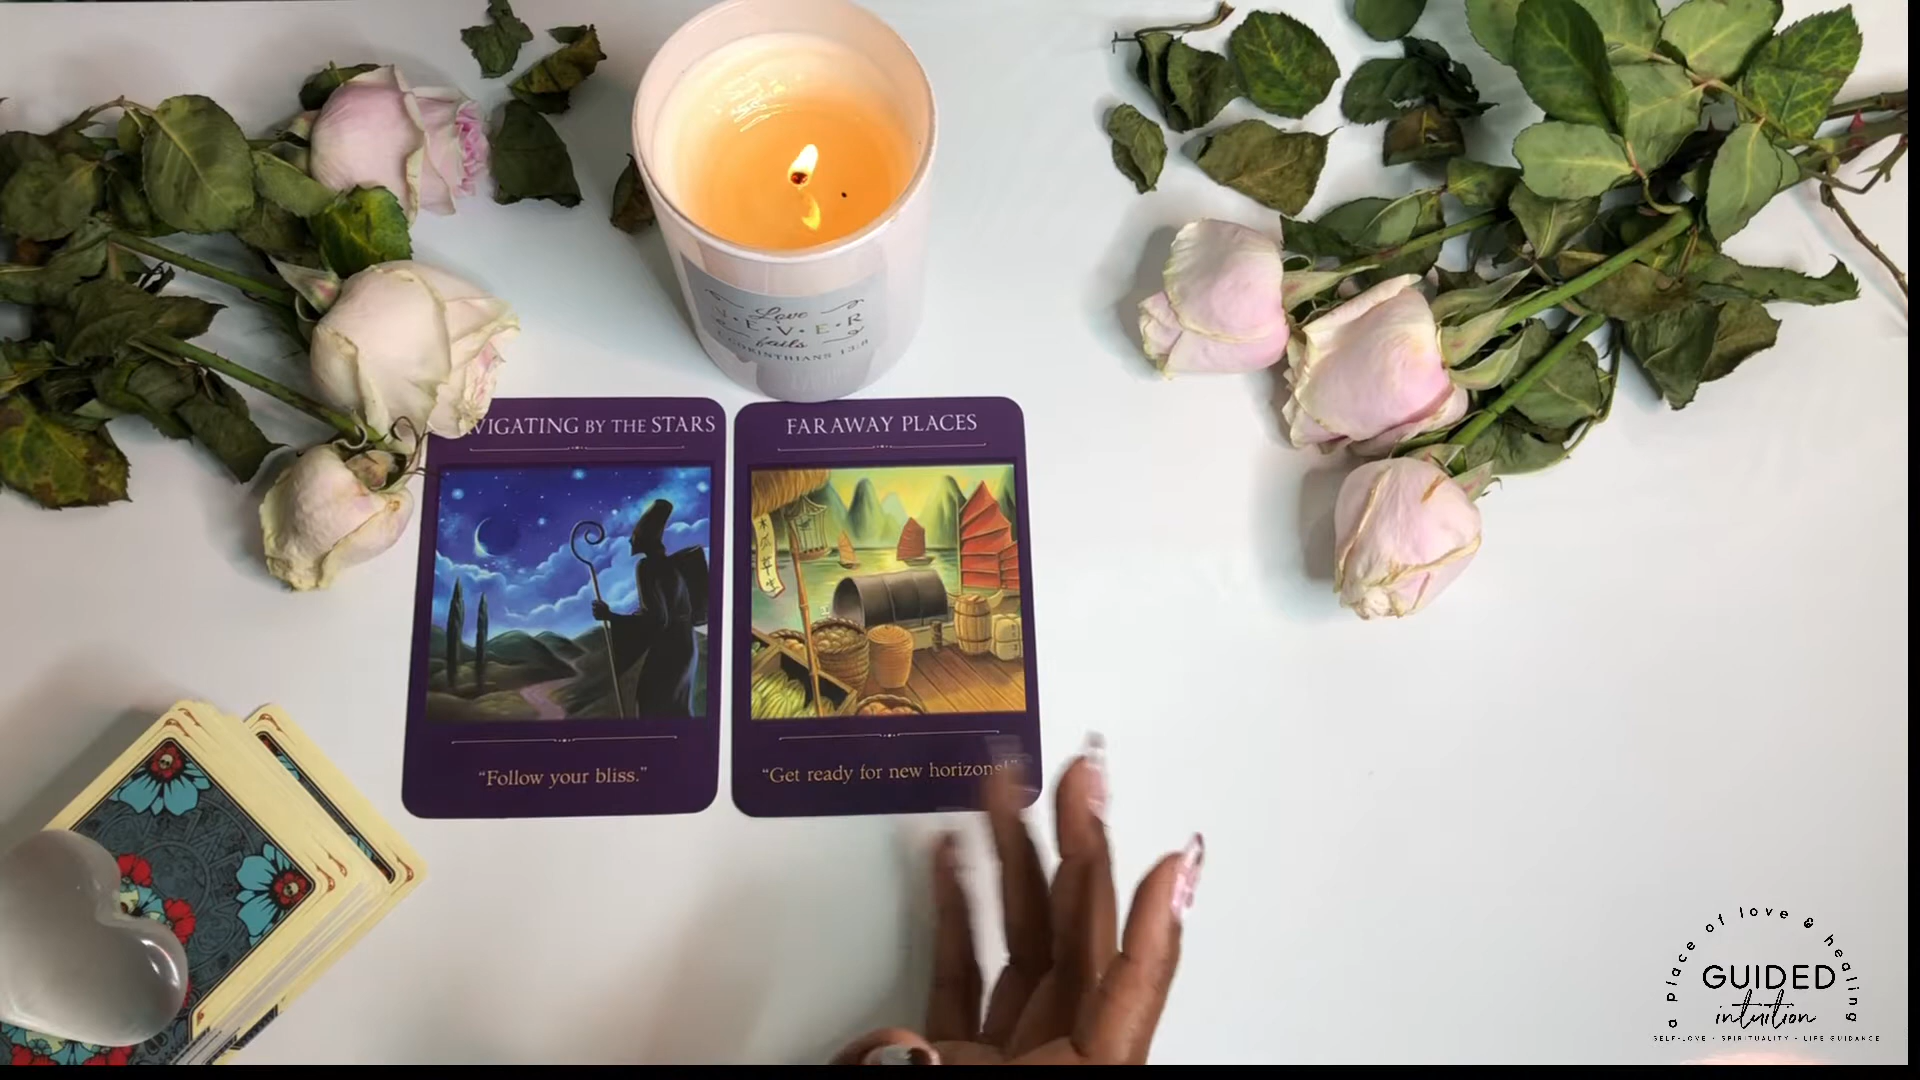 Love
N·E·V·E·R
fails
CORINTHIANS 13:8
VIGATING BY THE STARS
FARAWAY PLACES
“Follow your bliss.”
“Get ready for new horizons!”
a place of love & healing
GUIDED
intuition
SELF-LOVE · SPIRITUALITY · LIFE GUIDANCE